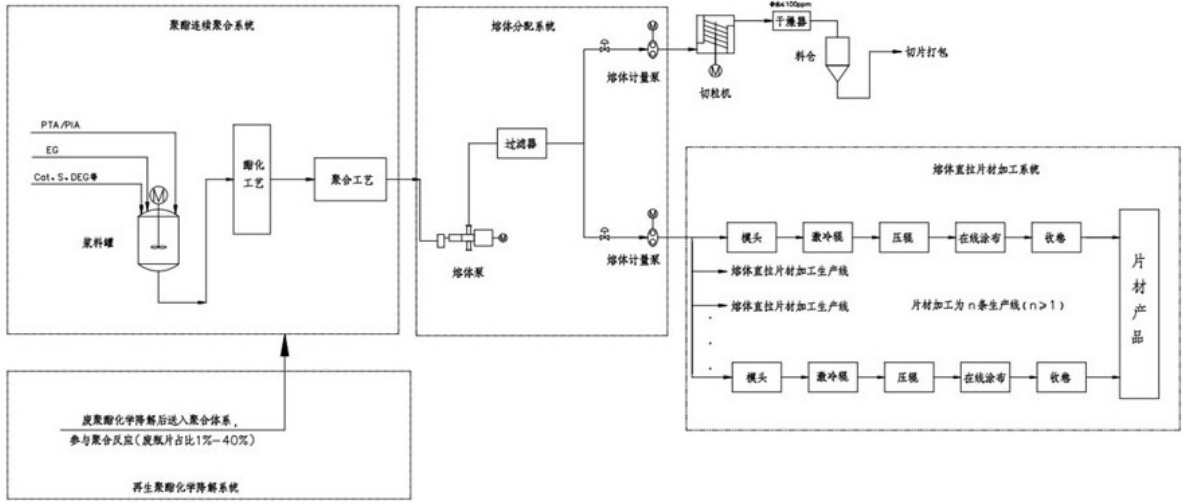 聚酯连续聚合系统
PTA/PIA
EG
Cat、S、DEG等
M
浆料罐
酯化
工艺
聚合工艺
熔体分配系统
过滤器
熔体泵
M
M
熔体计量泵
M
熔体计量泵
M
切粒机
≤100ppm
干燥器
料仓
切片打包
熔体直拉片材加工系统
模头
激冷辊
压辊
在线涂布
收卷
熔体直拉片材加工生产线
熔体直拉片材加工生产线
片材加工为n条生产线(n≥1)
模头
激冷辊
压辊
在线涂布
收卷
片材产品
废聚酯化学降解后送入聚合体系,
参与聚合反应(废瓶片占比1%-40%)
再生聚酯化学降解系统